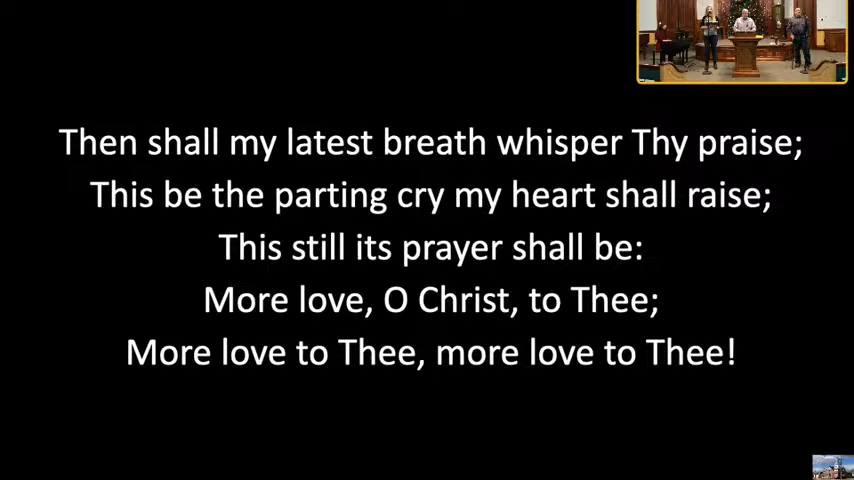 Then shall my latest breath whisper Thy praise;
This be the parting cry my heart shall raise;
This still its prayer shall be:
More love, O Christ, to Thee;
More love to Thee, more love to Thee!